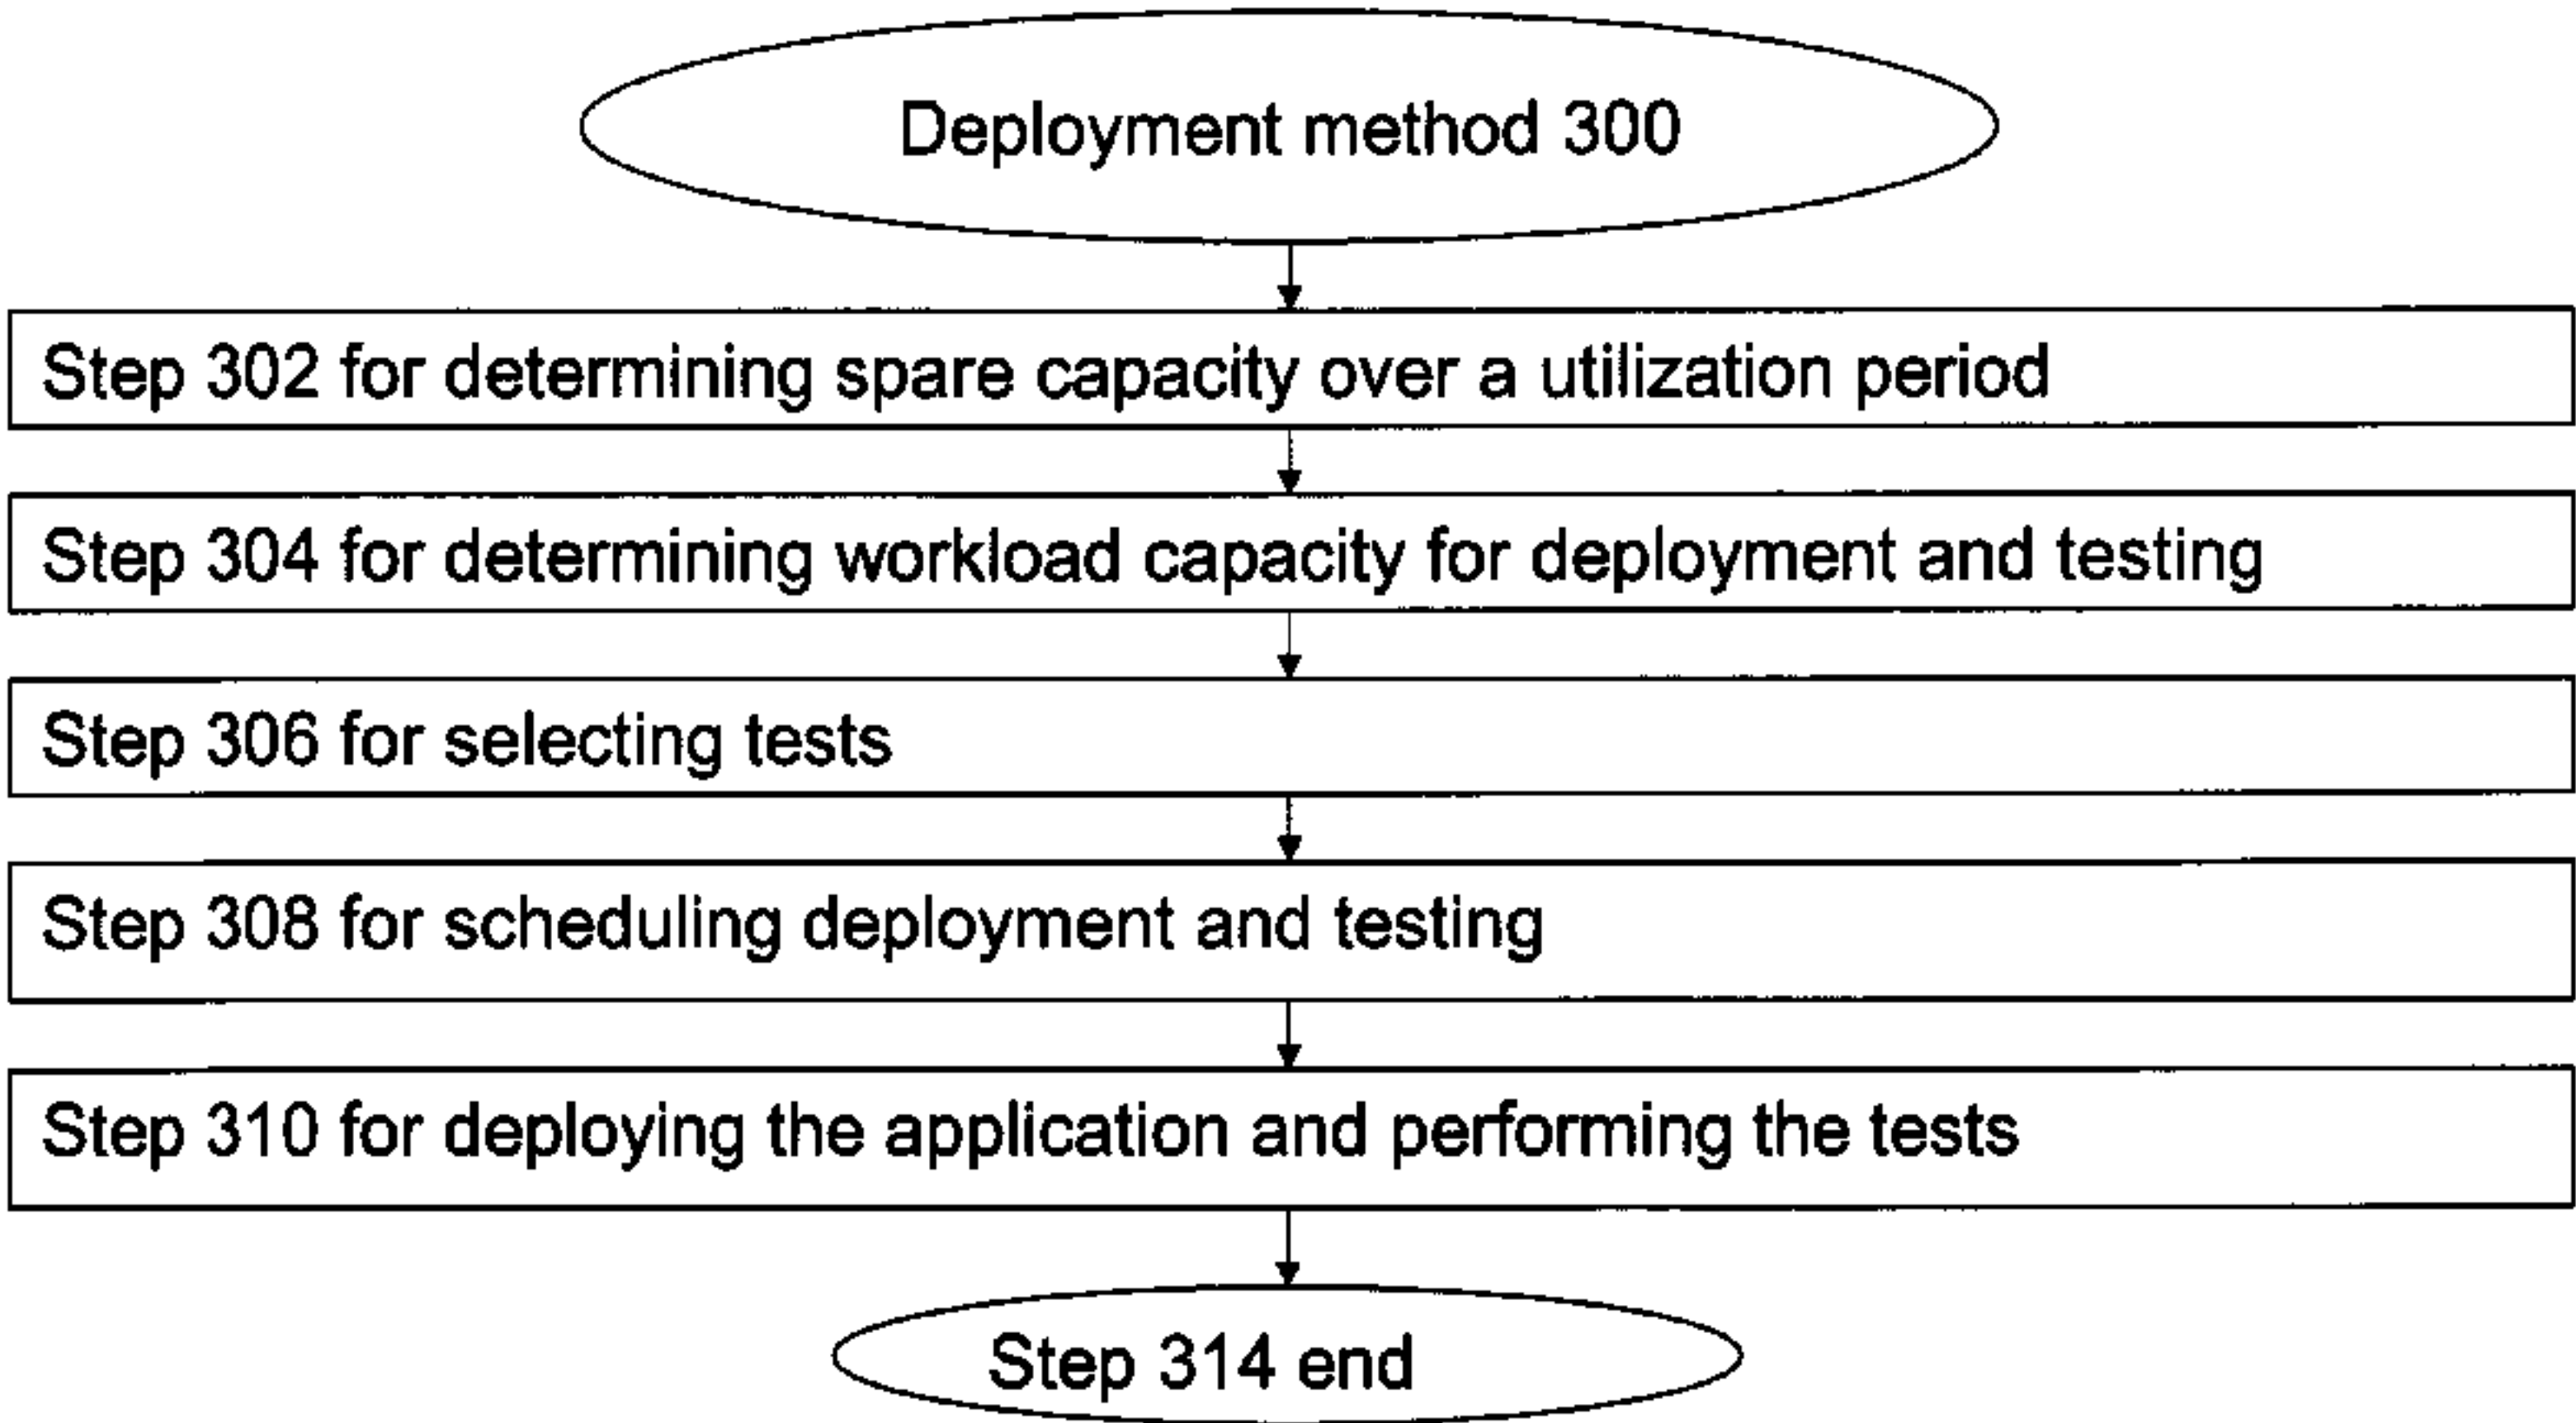 Deployment method 300
Step 302 for determining spare capacity over a utilization period
Step 304 for determining workload capacity for deployment and testing
Step 306 for selecting tests
Step 308 for scheduling deployment and testing
Step 310 for deploying the application and performing the tests
Step 314 end